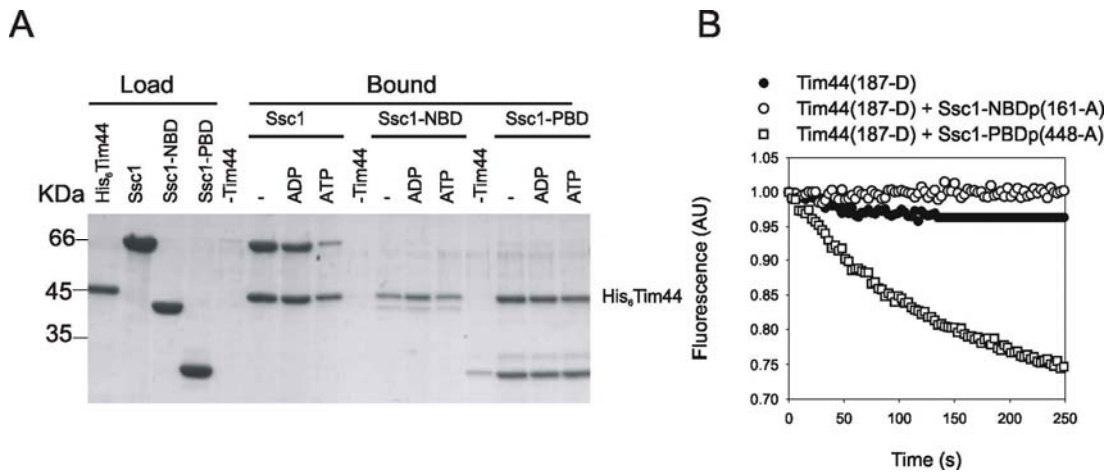 A
Load
Bound
Ssc1
Ssc1-NBD
Ssc1-PBD
KDa
His6Tim44
Ssc1
Ssc1-NBD
Ssc1-PBD
-Tim44
-
ADP
ATP
-Tim44
-
ADP
ATP
-Tim44
-
ADP
ATP
66
45
35
His6Tim44
B
Tim44(187-D)
Tim44(187-D) + Ssc1-NBDp(161-A)
Tim44(187-D) + Ssc1-PBDp(448-A)
Fluorescence (AU)
1.05
1.00
0.95
0.90
0.85
0.80
0.75
0.70
0 50 100 150 200 250
Time (s)